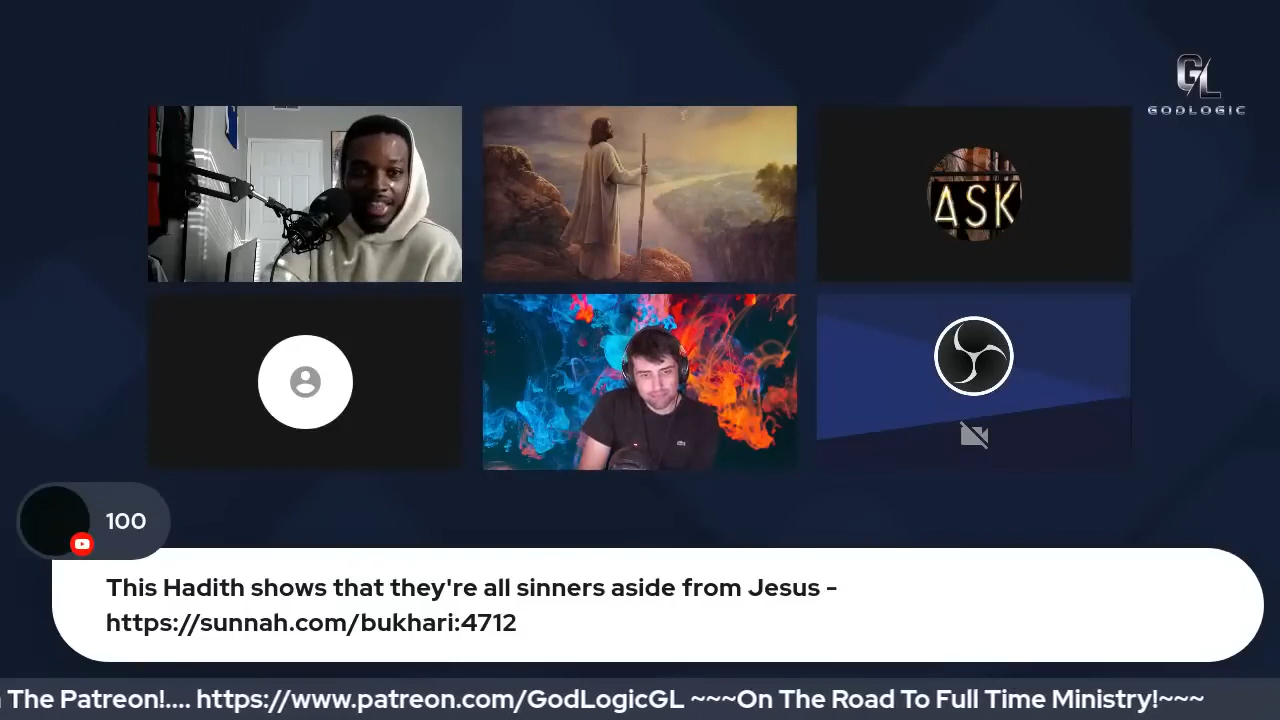 GL
GODLOGIC
ASK
100
This Hadith shows that they're all sinners aside from Jesus -
https://sunnah.com/bukhari:4712
The Patreon!.... https://www.patreon.com/GodLogicGL ~~~On The Road To Full Time Ministry!~~~